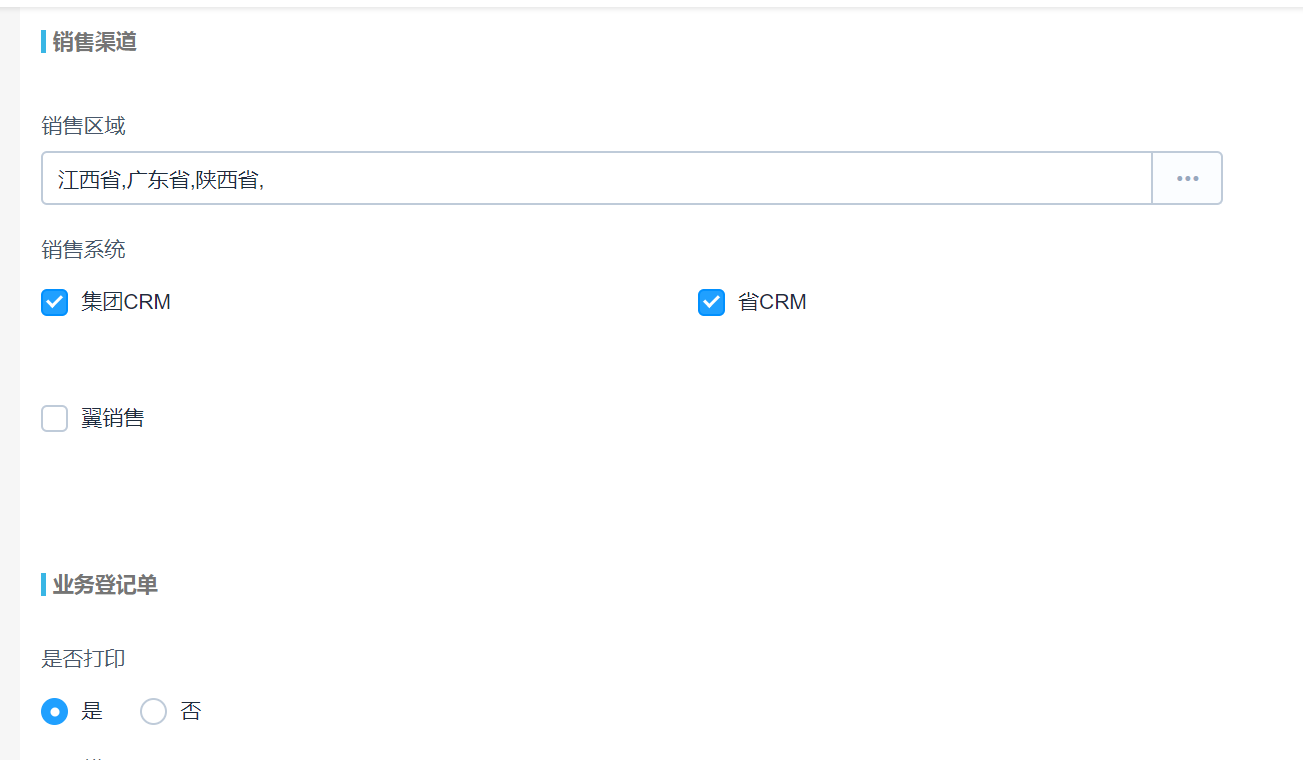 销售渠道
销售区域
江西省,广东省,陕西省,
销售系统
集团CRM 省CRM
翼销售
业务登记单
是否打印
是 否